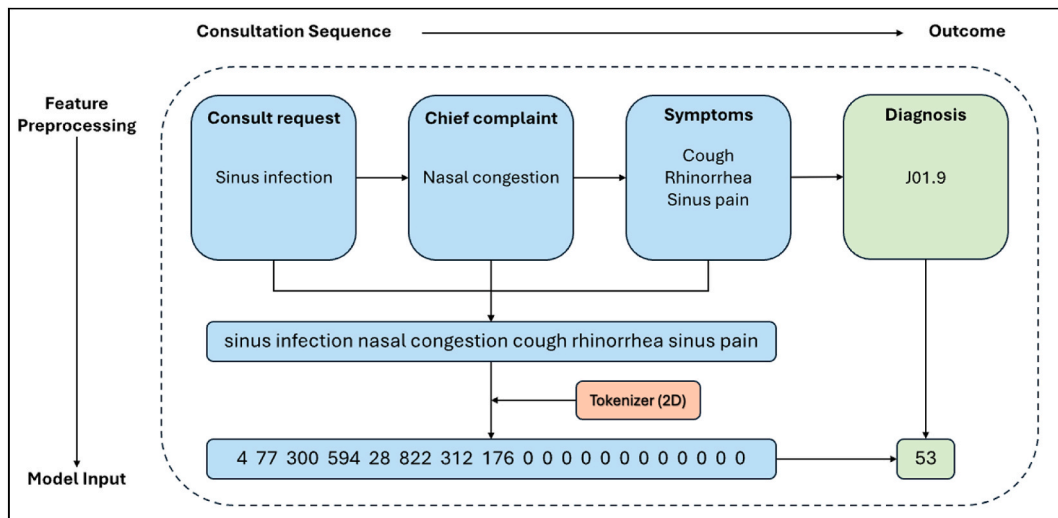 Consultation Sequence
Outcome
Feature
Preprocessing
Consult request
Sinus infection
Chief complaint
Nasal congestion
Symptoms
Cough
Rhinorrhea
Sinus pain
Diagnosis
J01.9
sinus infection nasal congestion cough rhinorrhea sinus pain
Tokenizer (2D)
4 77 300 594 28 822 312 176 0 0 0 0 0 0 0 0 0 0 0 0
53
Model Input